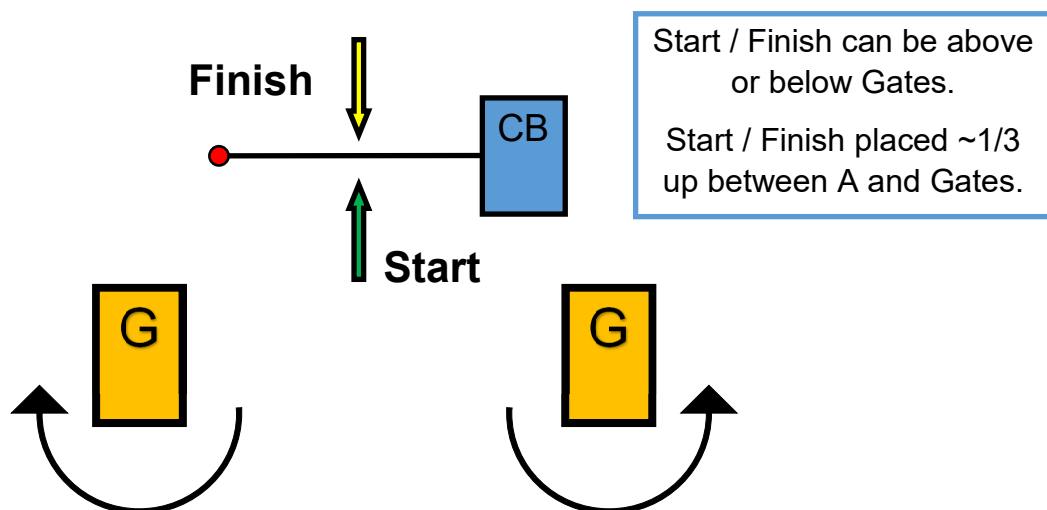 Start / Finish can be above
or below Gates.
Start / Finish placed ~1/3
up between A and Gates.
Finish
CB
Start
G
G